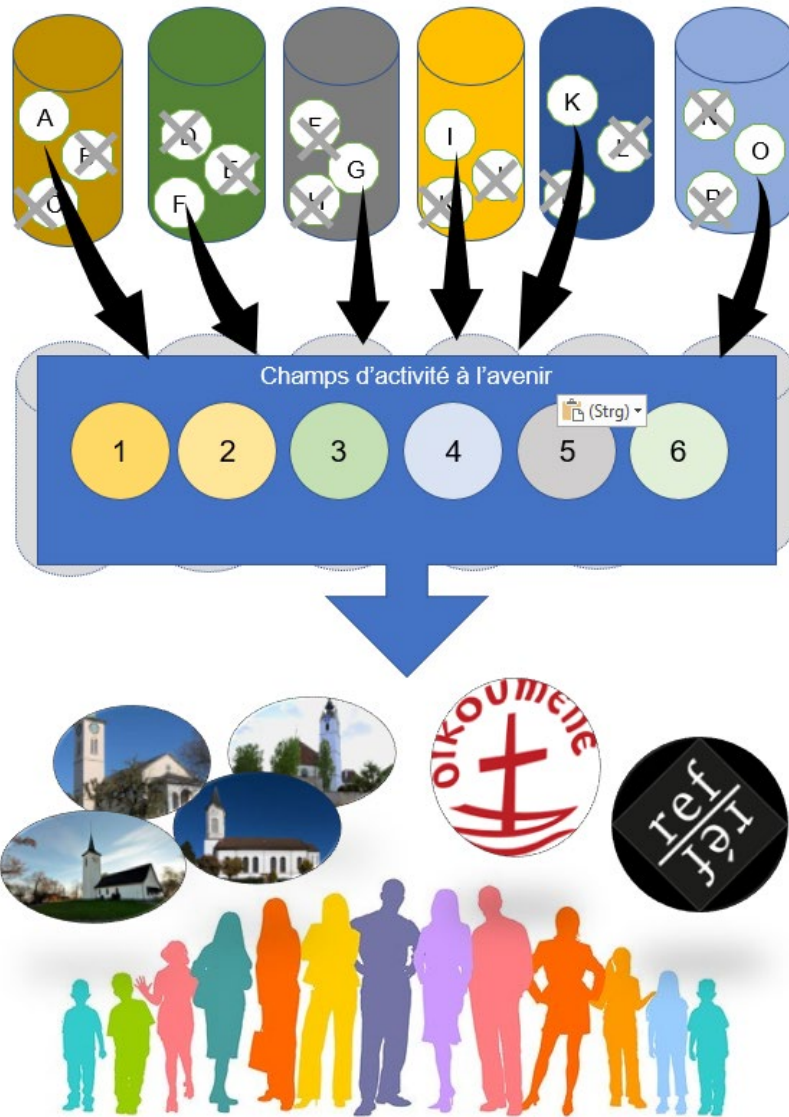 A
D
F
F
G
H
I
K
L
N
O
Champs d'activité à l'avenir
(Strg)
1
2
3
4
5
6
OIKOUMENE
ref
réf